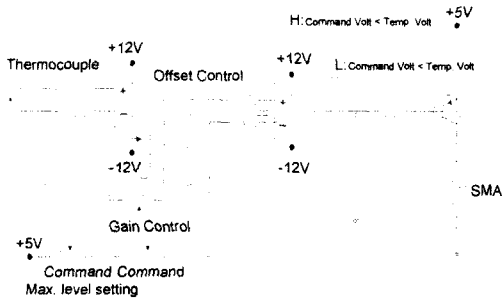 H: Command Volt < Temp. Volt
+5V
+12V
+12V
L: Command Volt < Temp. Volt
Thermocouple
Offset Control
-12V
-12V
SMA
Gain Control
+5V
Command Command
Max. level setting